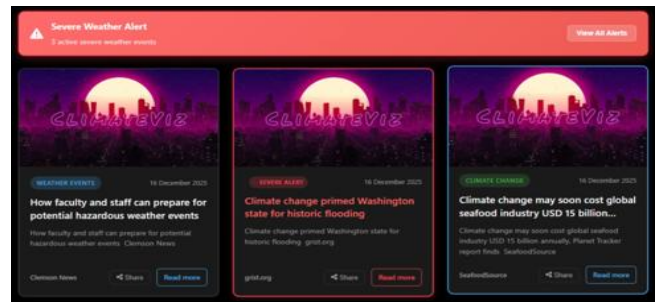 Severe Weather Alert
3 active severe weather events
View All Alerts
CLIMATEVIZ
WEATHER EVENTS
16 December 2025
How faculty and staff can prepare for
potential hazardous weather events
How faculty and staff can prepare for potential
hazardous weather events Clemson News
Clemson News
Share
Read more
CLIMATEVIZ
SEVERE ALERT
16 December 2025
Climate change primed Washington
state for historic flooding
Climate change primed Washington state for
historic flooding grist.org
grist.org
Share
Read more
CLIMATEVIZ
CLIMATE CHANGE
16 December 2025
Climate change may soon cost global
seafood industry USD 15 billion...
Climate change may soon cost global seafood
industry USD 15 billion annually, Planet Tracker
report finds SeafoodSource
SeafoodSource
Share
Read more